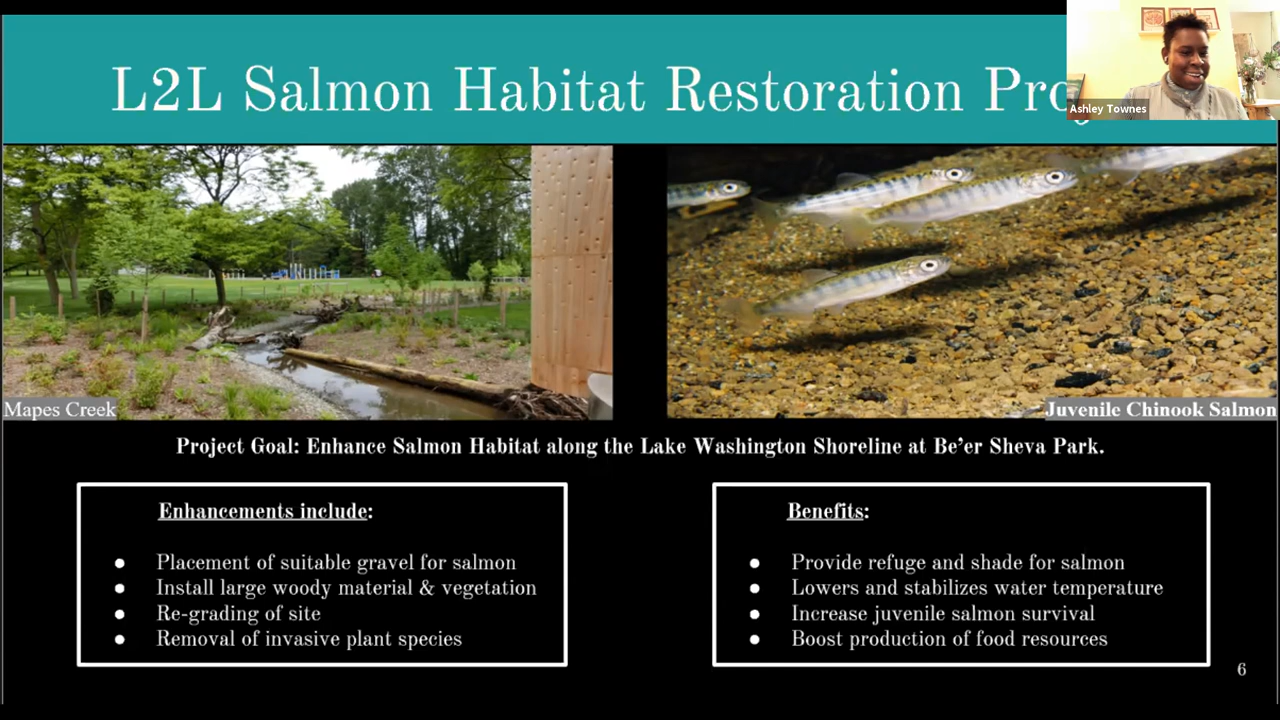 L2L Salmon Habitat Restoration
Ashley Townes
Mapes Creek
Juvenile Chinook Salmon
Project Goal: Enhance Salmon Habitat along the Lake Washington Shoreline at Be’er Sheva Park.
Enhancements include:
● Placement of suitable gravel for salmon
● Install large woody material & vegetation
● Re-grading of site
● Removal of invasive plant species
Benefits:
● Provide refuge and shade for salmon
● Lowers and stabilizes water temperature
● Increase juvenile salmon survival
● Boost production of food resources
6